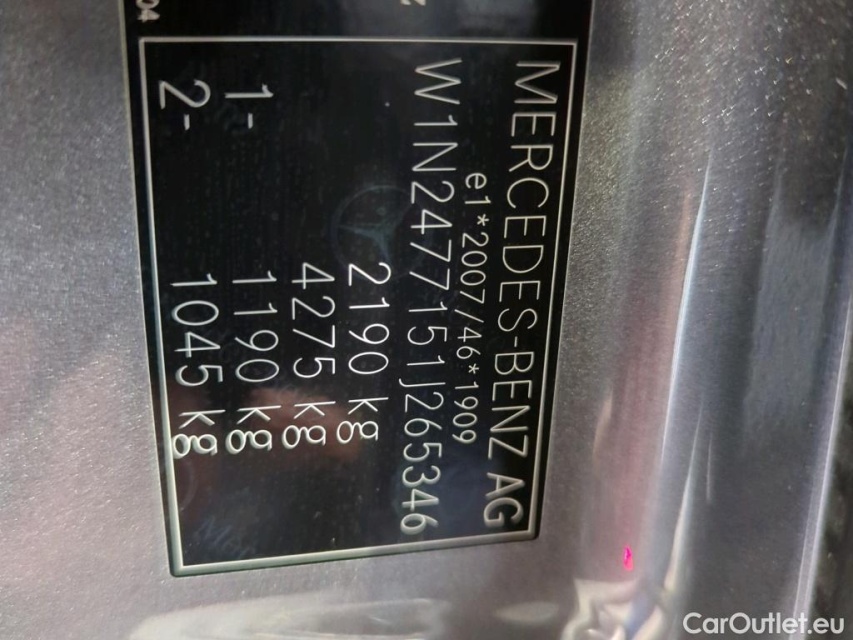 MERCEDES-BENZ AG
e1*2007/46*1909
W1N2477151J265346
2190 kg
4275 kg
1- 1190 kg
2- 1045 kg
04
CarOutlet.eu